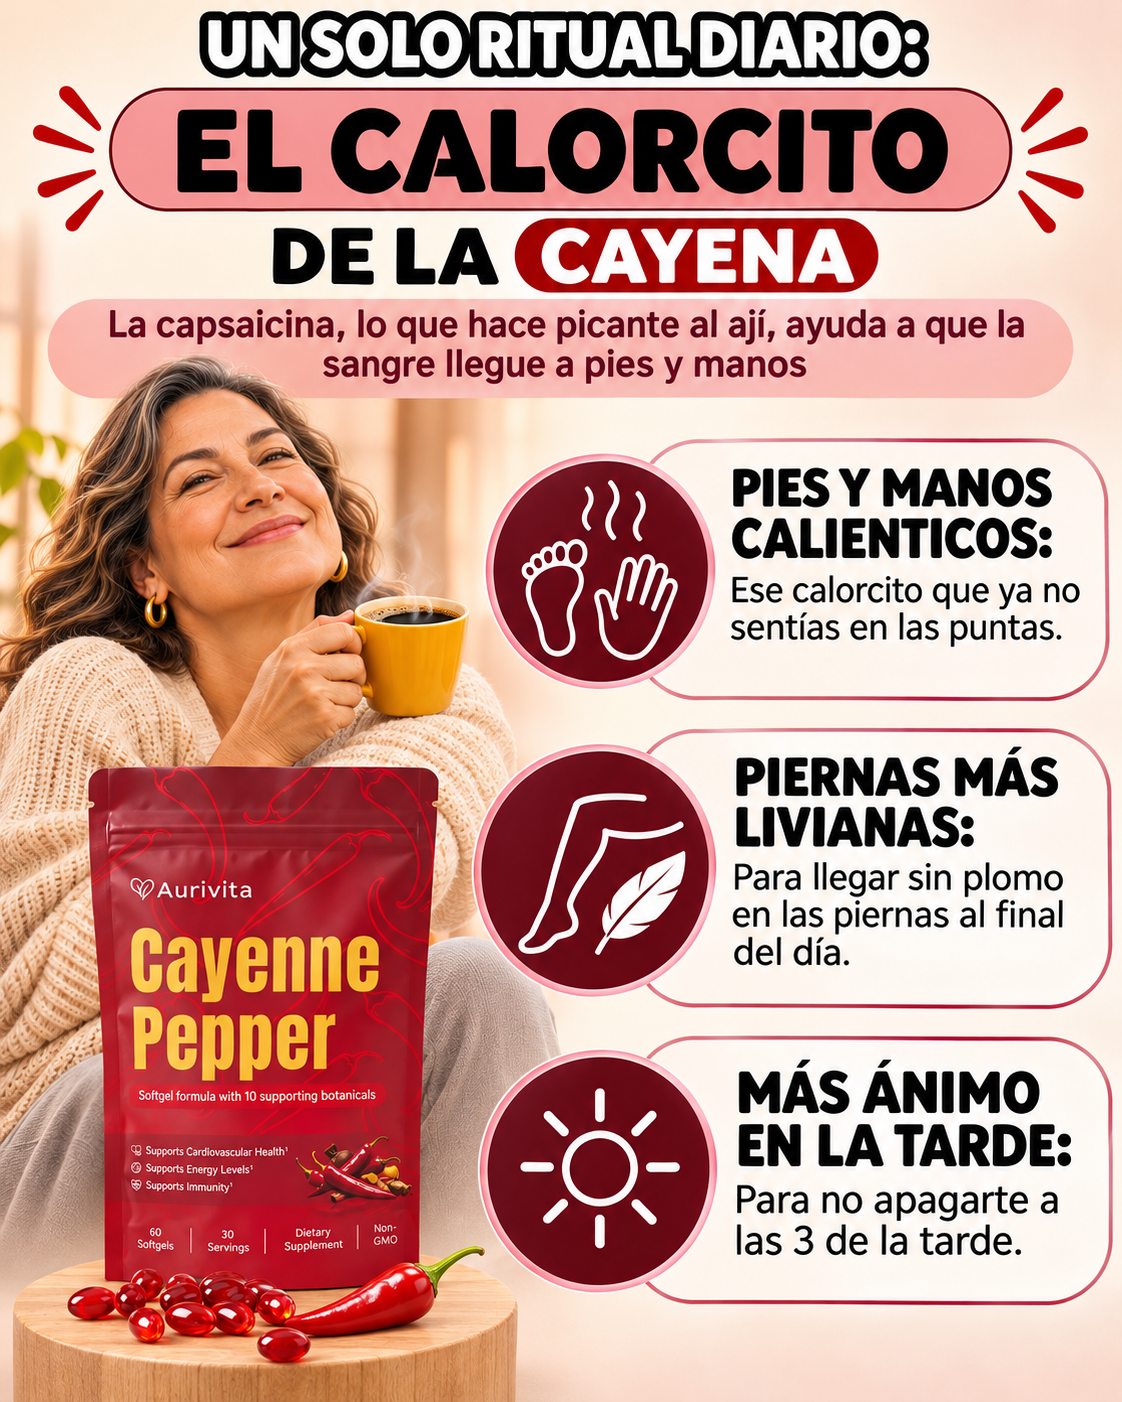 UN SOLO RITUAL DIARIO:
EL CALORCITO
DE LA CAYENA
La capsaicina, lo que hace picante al ají, ayuda a que la
sangre llegue a pies y manos
PIES Y MANOS
CALIENTICOS:
Ese calorcito que ya no
sentías en las puntas.
PIERNAS MÁS
LIVIANAS:
Para llegar sin plomo
en las piernas al final
del día.
MÁS ÁNIMO
EN LA TARDE:
Para no apagarte a
las 3 de la tarde.
Aurivita
Cayenne
Pepper
Softgel formula with 10 supporting botanicals
Supports Cardiovascular Health¹
Supports Energy Levels¹
Supports Immunity¹
60
Softgels
30
Servings
Dietary
Supplement
Non-
GMO